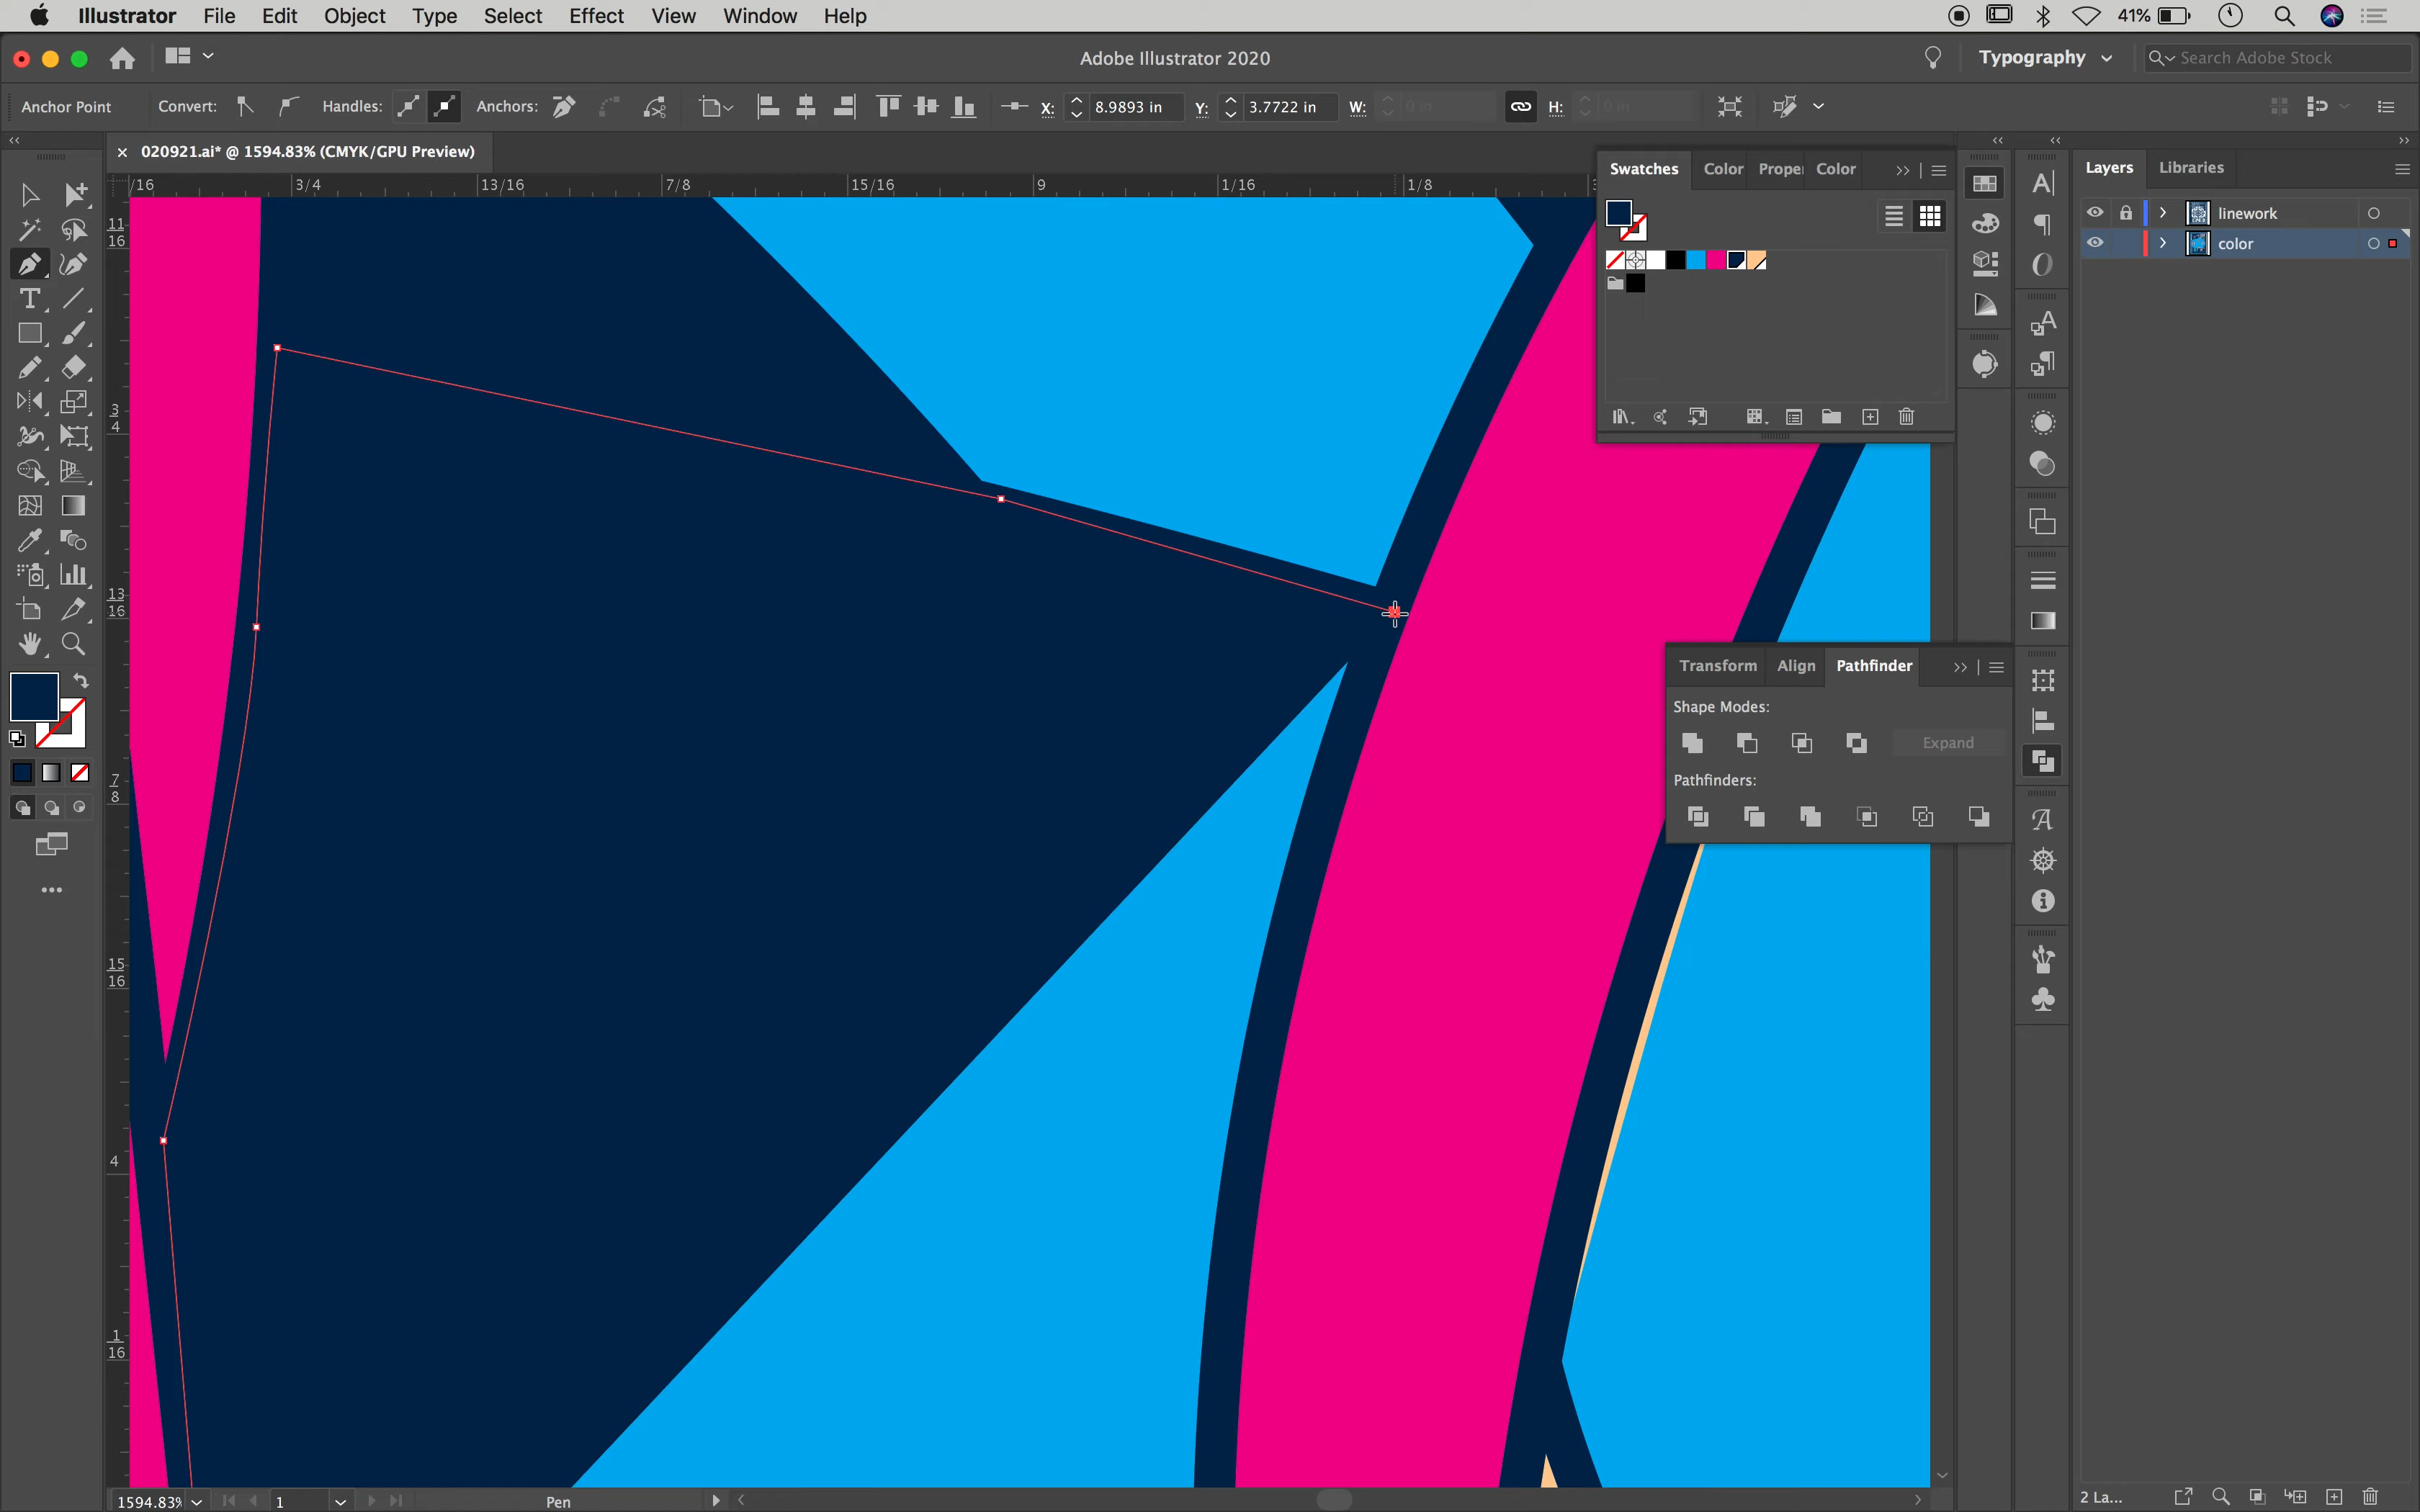 Illustrator File Edit Object Type Select Effect View Window Help 41%
Adobe Illustrator 2020 Typography Search Adobe Stock
Anchor Point Convert: Handles: Anchors: X: 8.9893 in Y: 3.7722 in W: 0 in H: 0 in
× 020921.ai* @ 1594.83% (CMYK/GPU Preview)
/16 3/4 13/16 7/8 15/16 9 1/16 1/8
Swatches Color Proper Color
Layers Libraries
linework
color
11
16
3
4
13
16
7
8
15
16
4
1
16
Transform Align Pathfinder
Shape Modes:
Expand
Pathfinders:
1594.83% 1 Pen
2 La...